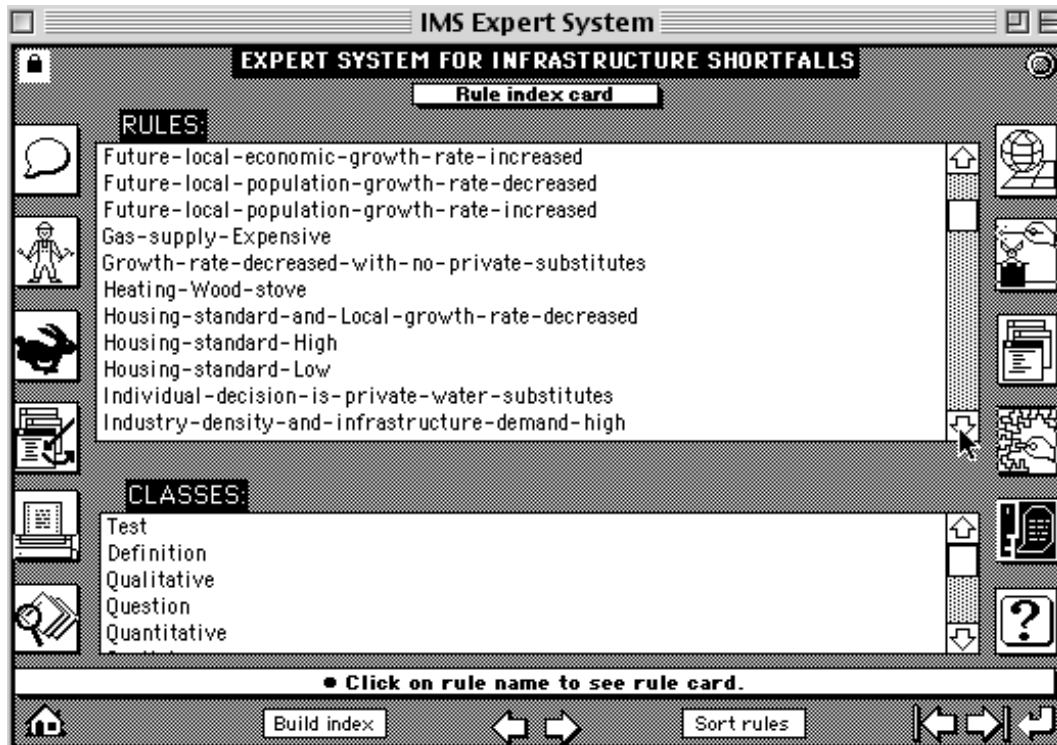 IMS Expert System
EXPERT SYSTEM FOR INFRASTRUCTURE SHORTFALLS
Rule index card
RULES:
Future-local-economic-growth-rate-increased
Future-local-population-growth-rate-decreased
Future-local-population-growth-rate-increased
Gas-supply-Expensive
Growth-rate-decreased-with-no-private-substitutes
Heating-Wood-stove
Housing-standard-and-Local-growth-rate-decreased
Housing-standard-High
Housing-standard-Low
Individual-decision-is-private-water-substitutes
Industry-density-and-infrastructure-demand-high
CLASSES:
Test
Definition
Qualitative
Question
Quantitative
• Click on rule name to see rule card.
Build index
Sort rules
?